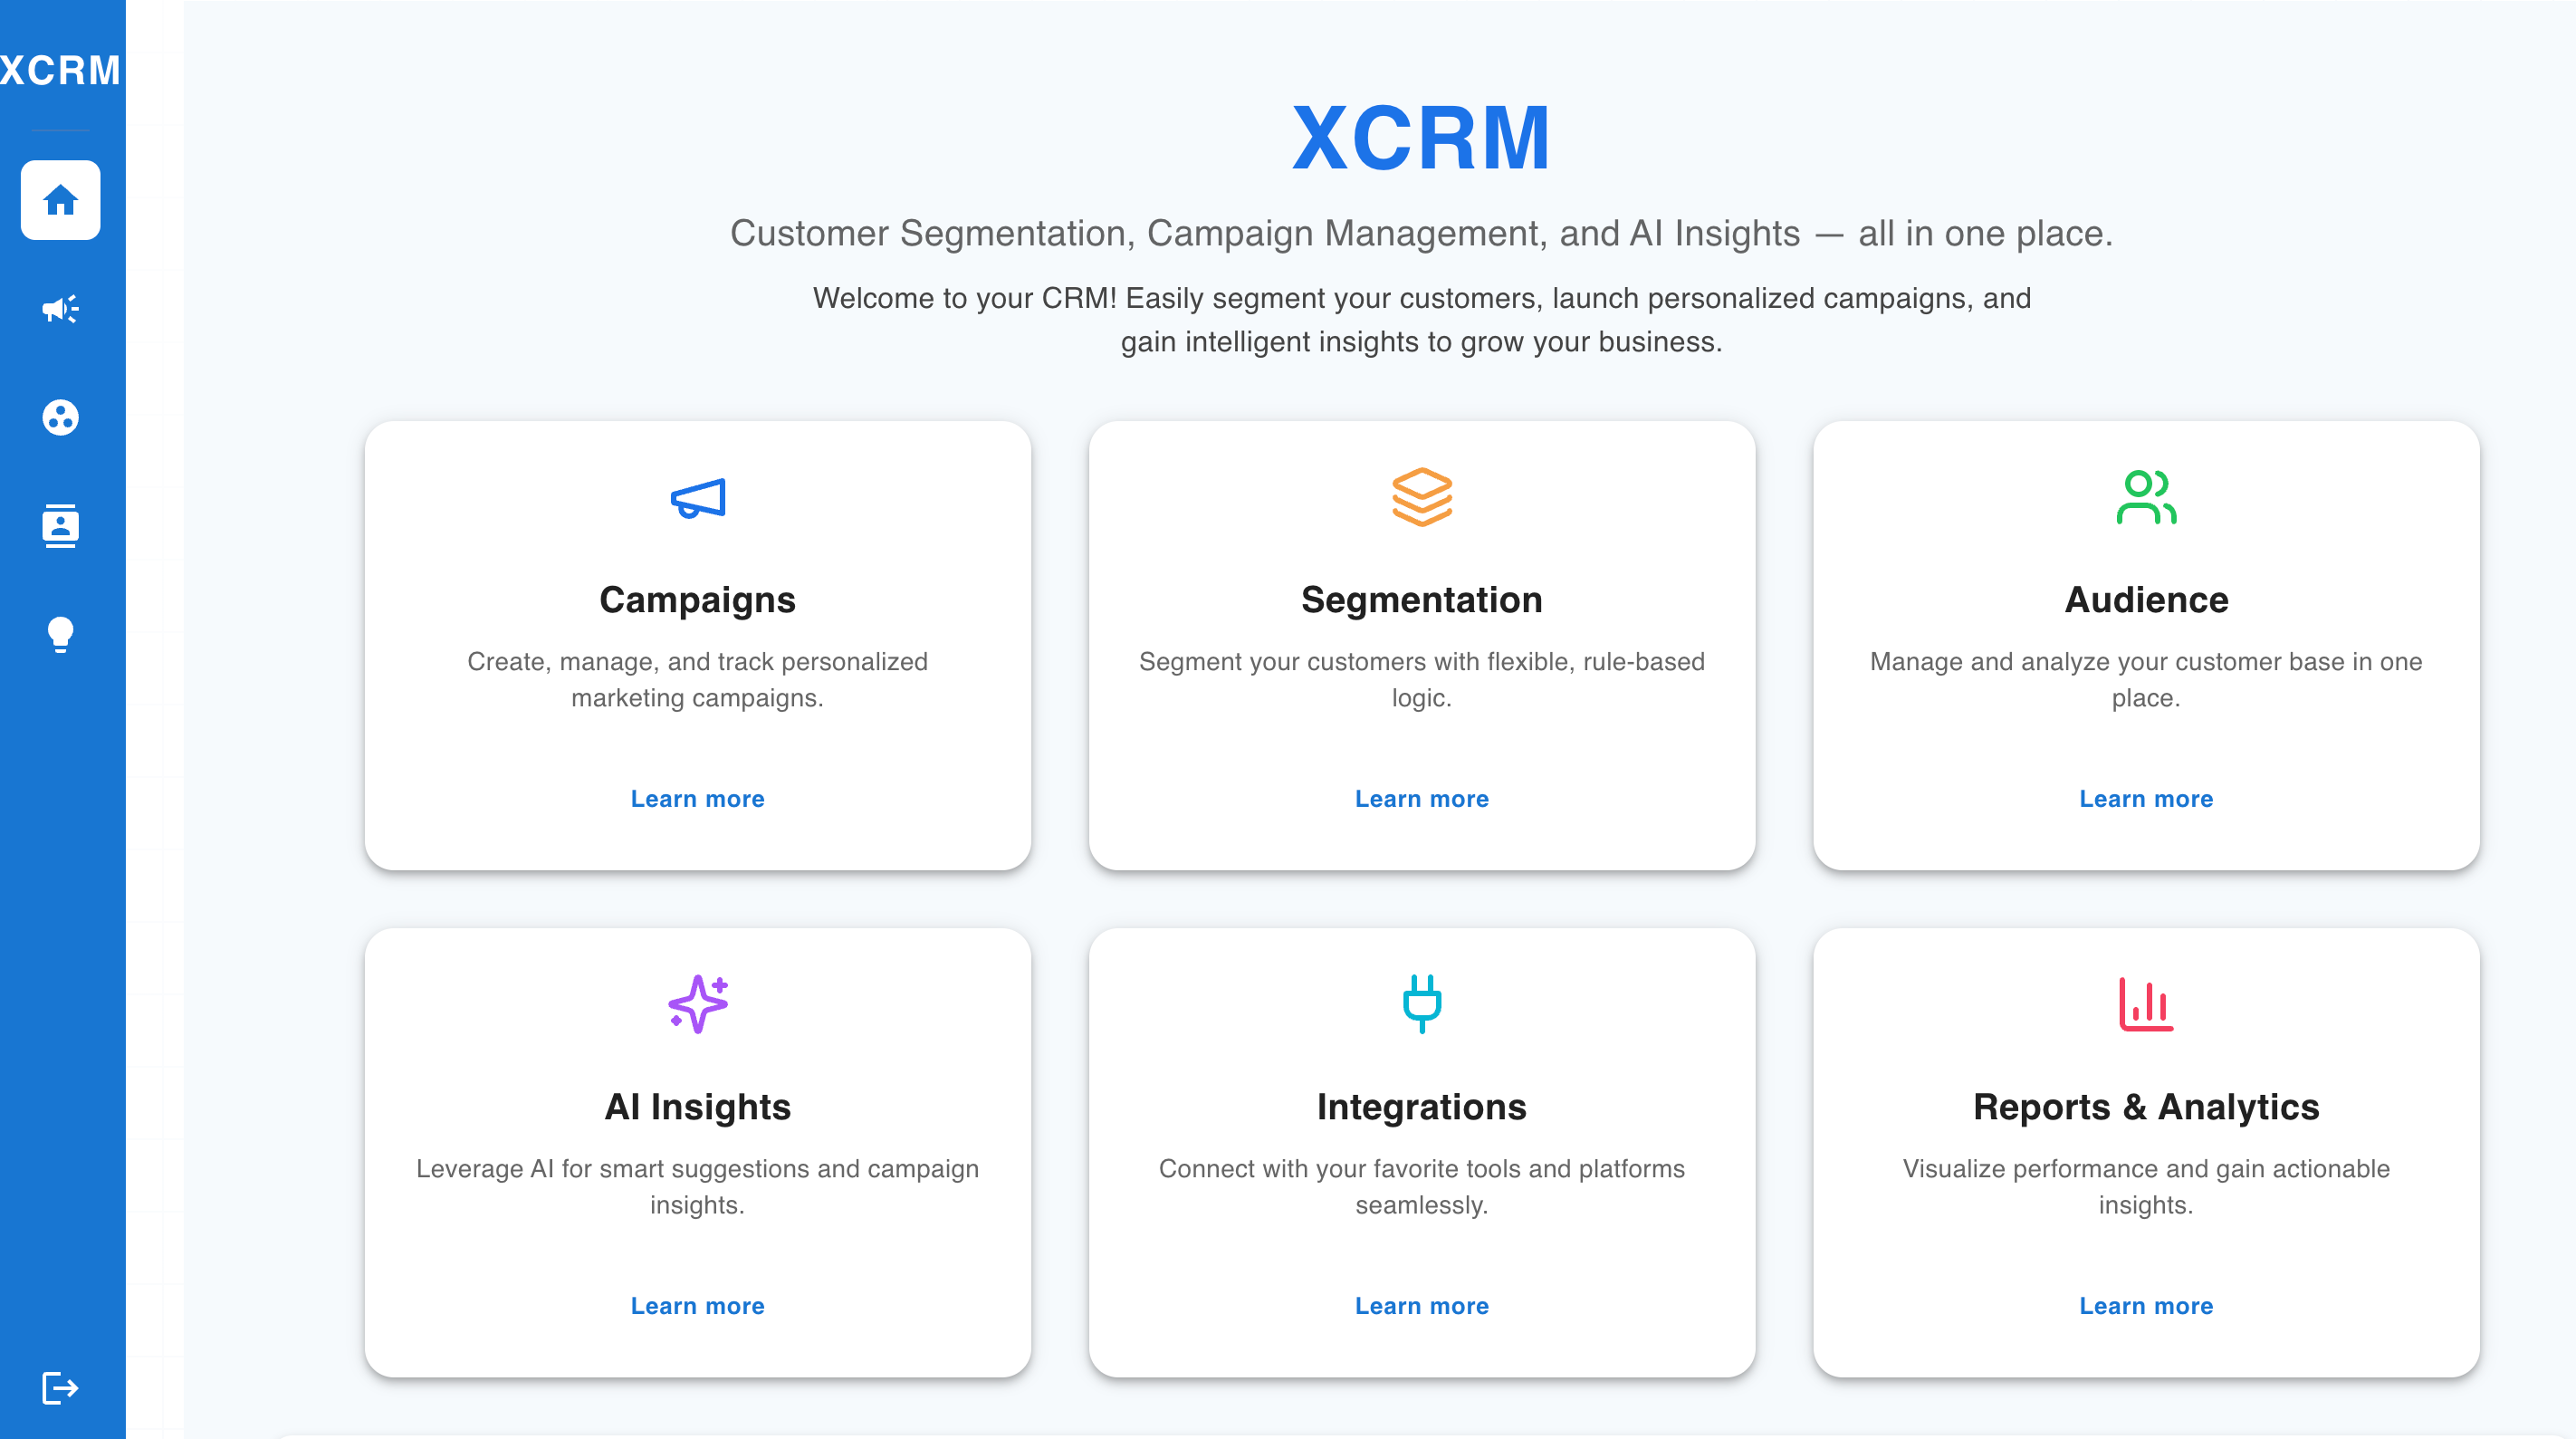 XCRM
XCRM
Customer Segmentation, Campaign Management, and AI Insights — all in one place.
Welcome to your CRM! Easily segment your customers, launch personalized campaigns, and
gain intelligent insights to grow your business.
Campaigns
Create, manage, and track personalized
marketing campaigns.
Learn more
Segmentation
Segment your customers with flexible, rule-based
logic.
Learn more
Audience
Manage and analyze your customer base in one
place.
Learn more
AI Insights
Leverage AI for smart suggestions and campaign
insights.
Learn more
Integrations
Connect with your favorite tools and platforms
seamlessly.
Learn more
Reports & Analytics
Visualize performance and gain actionable
insights.
Learn more